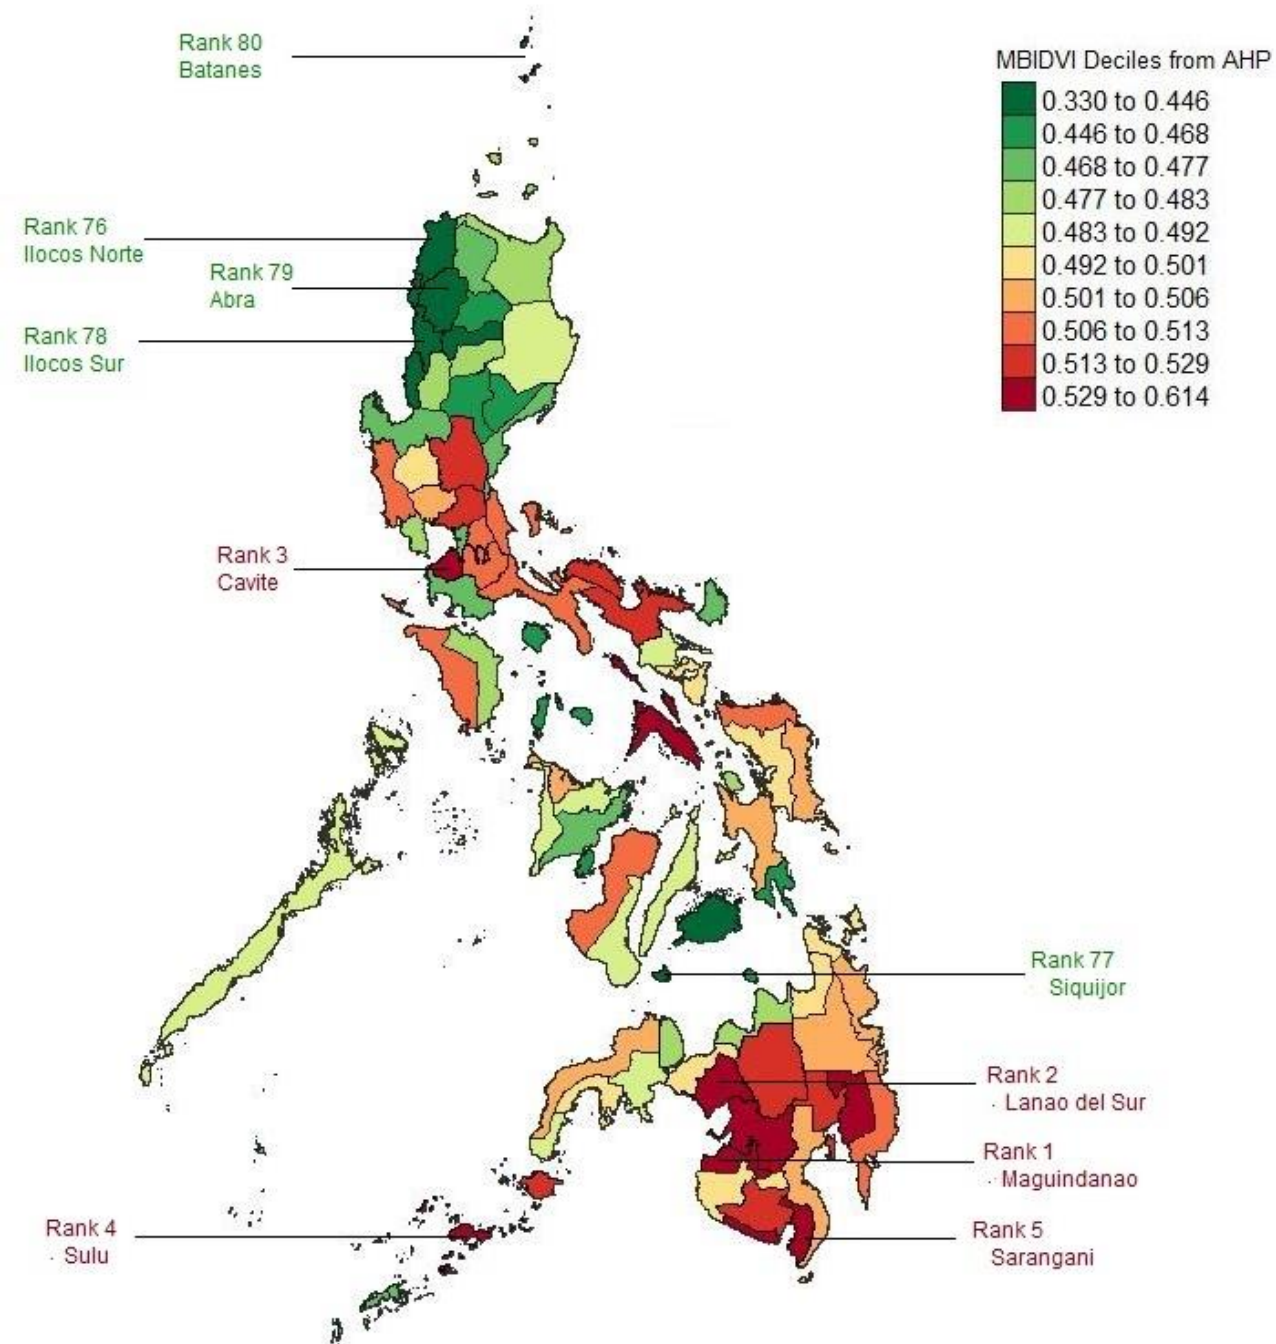 Rank 80
Batanes
MBIDVI Deciles from AHP
0.330 to 0.446
0.446 to 0.468
0.468 to 0.477
0.477 to 0.483
0.483 to 0.492
0.492 to 0.501
0.501 to 0.506
0.506 to 0.513
0.513 to 0.529
0.529 to 0.614
Rank 76
Ilocos Norte
Rank 79
Abra
Rank 78
Ilocos Sur
Rank 3
Cavite
Rank 77
Siquijor
Rank 2
Lanao del Sur
Rank 1
Maguindanao
Rank 4
Sulu
Rank 5
Sarangani